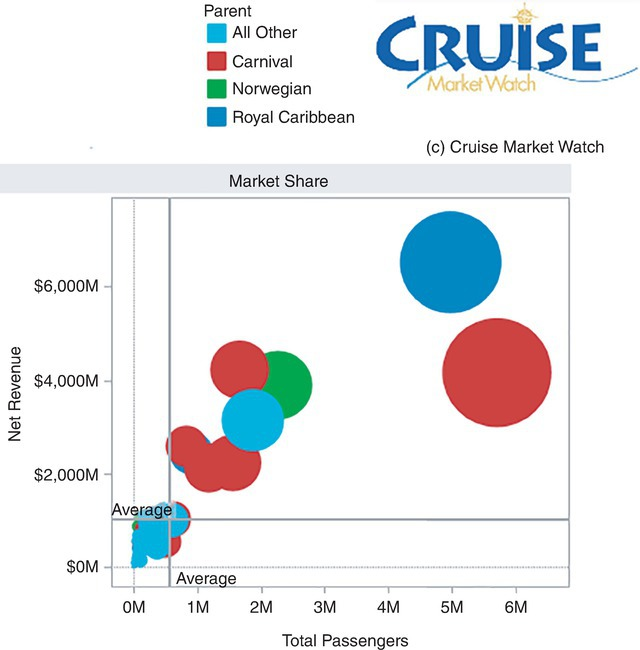 Parent
All Other
Carnival
Norwegian
Royal Caribbean
CRUISE
Market Watch
(c) Cruise Market Watch
Market Share
Net Revenue
$6,000M
$4,000M
$2,000M
$0M
Average
Average
0M 1M 2M 3M 4M 5M 6M
Total Passengers